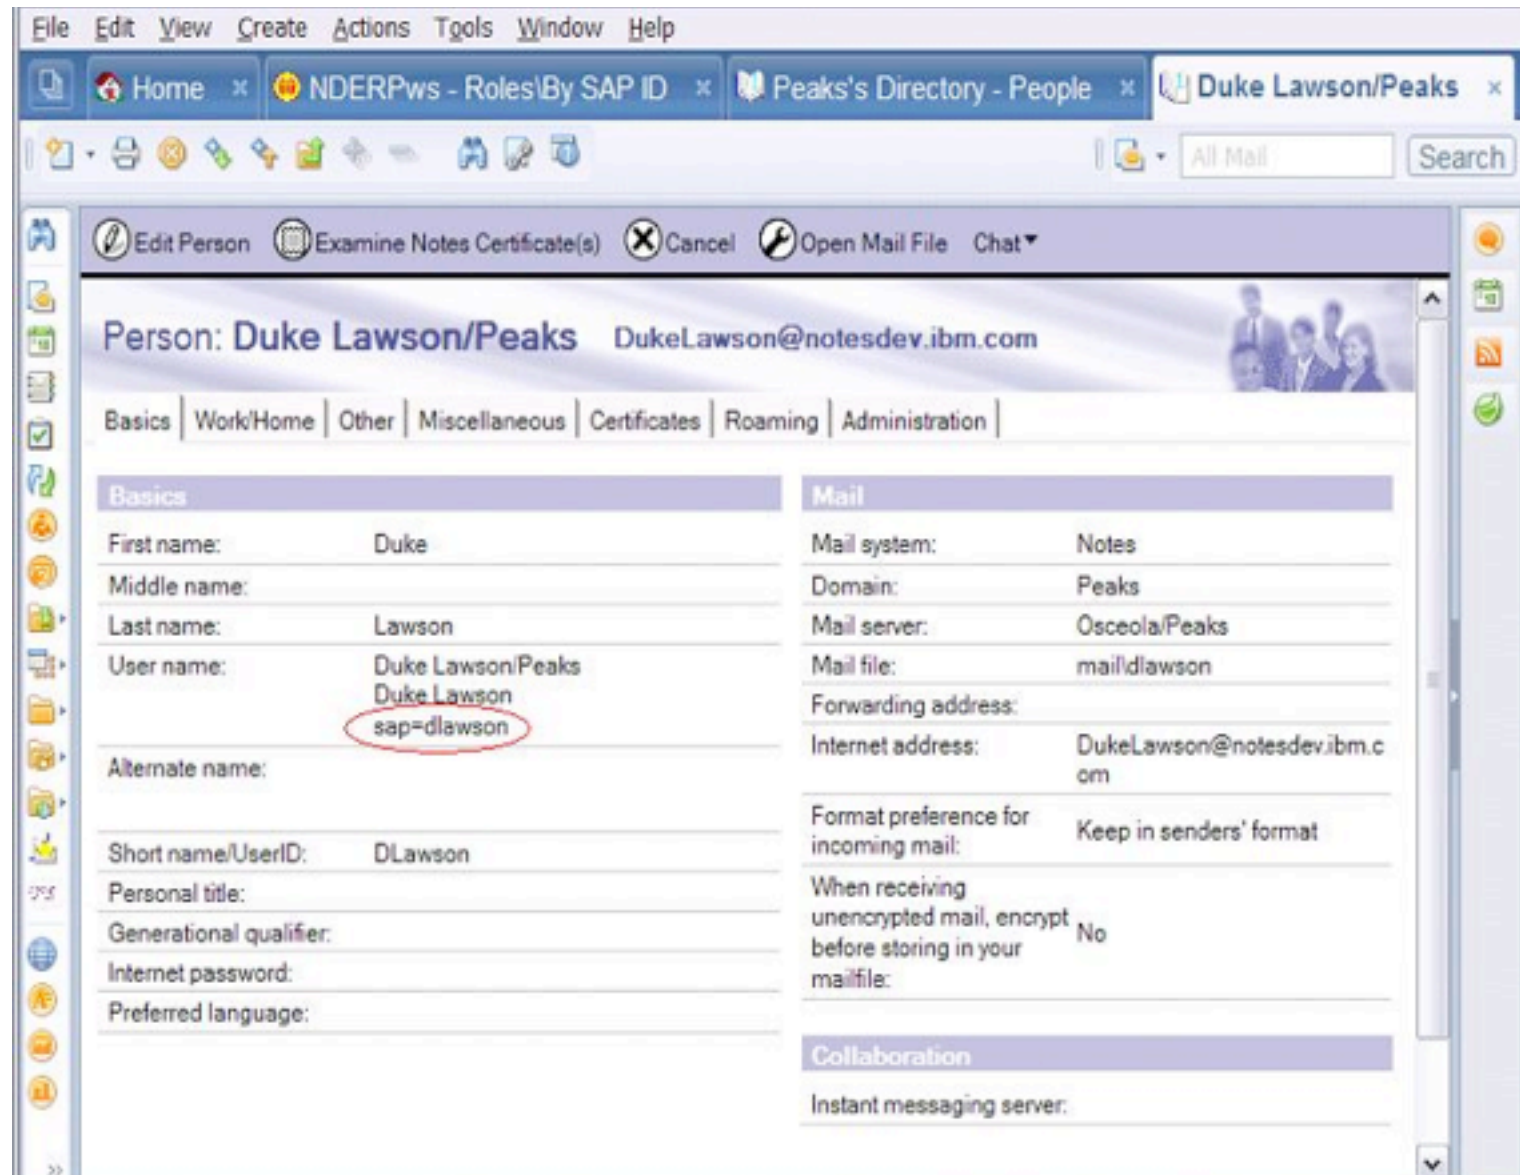 File Edit View Create Actions Tools Window Help
Home NDERPws - Roles\By SAP ID Peaks's Directory - People Duke Lawson/Peaks
All Mail Search
Edit Person Examine Notes Certificate(s) Cancel Open Mail File Chat
Person: Duke Lawson/Peaks DukeLawson@notesdev.ibm.com
Basics Work/Home Other Miscellaneous Certificates Roaming Administration
Basics
First name: Duke
Middle name:
Last name: Lawson
User name: Duke Lawson/Peaks
Duke Lawson
sap=dlawson
Alternate name:
Short name/UserID: DLawson
Personal title:
Generational qualifier:
Internet password:
Preferred language:
Mail
Mail system: Notes
Domain: Peaks
Mail server: Osceola/Peaks
Mail file: mail\dlawson
Forwarding address:
Internet address: DukeLawson@notesdev.ibm.c
om
Format preference for
incoming mail: Keep in senders' format
When receiving
unencrypted mail, encrypt
before storing in your No
mailfile:
Collaboration
Instant messaging server: